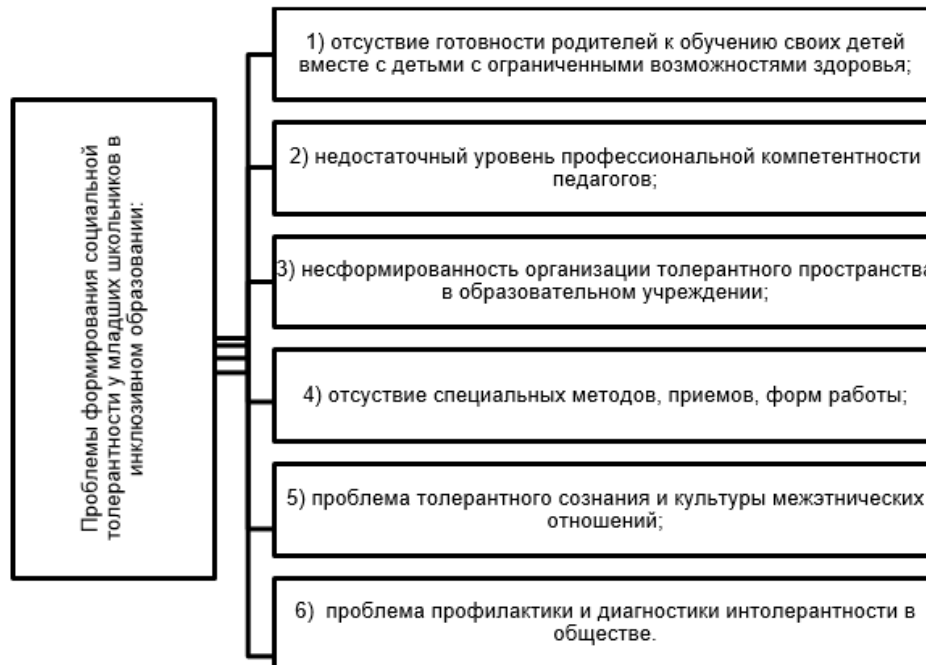 Проблемы формирования социальной
толерантности у младших школьников в
инклюзивном образовании:
1) отсуствие готовности родителей к обучению своих детей
вместе с детьми с ограниченными возможностями здоровья;
2) недостаточный уровень профессиональной компетентности
педагогов;
3) несформированность организации толерантного пространства
в образовательном учреждении;
4) отсуствие специальных методов, приемов, форм работы;
5) проблема толерантного сознания и культуры межэтнических
отношений;
6) проблема профилактики и диагностики интолерантности в
обществе.